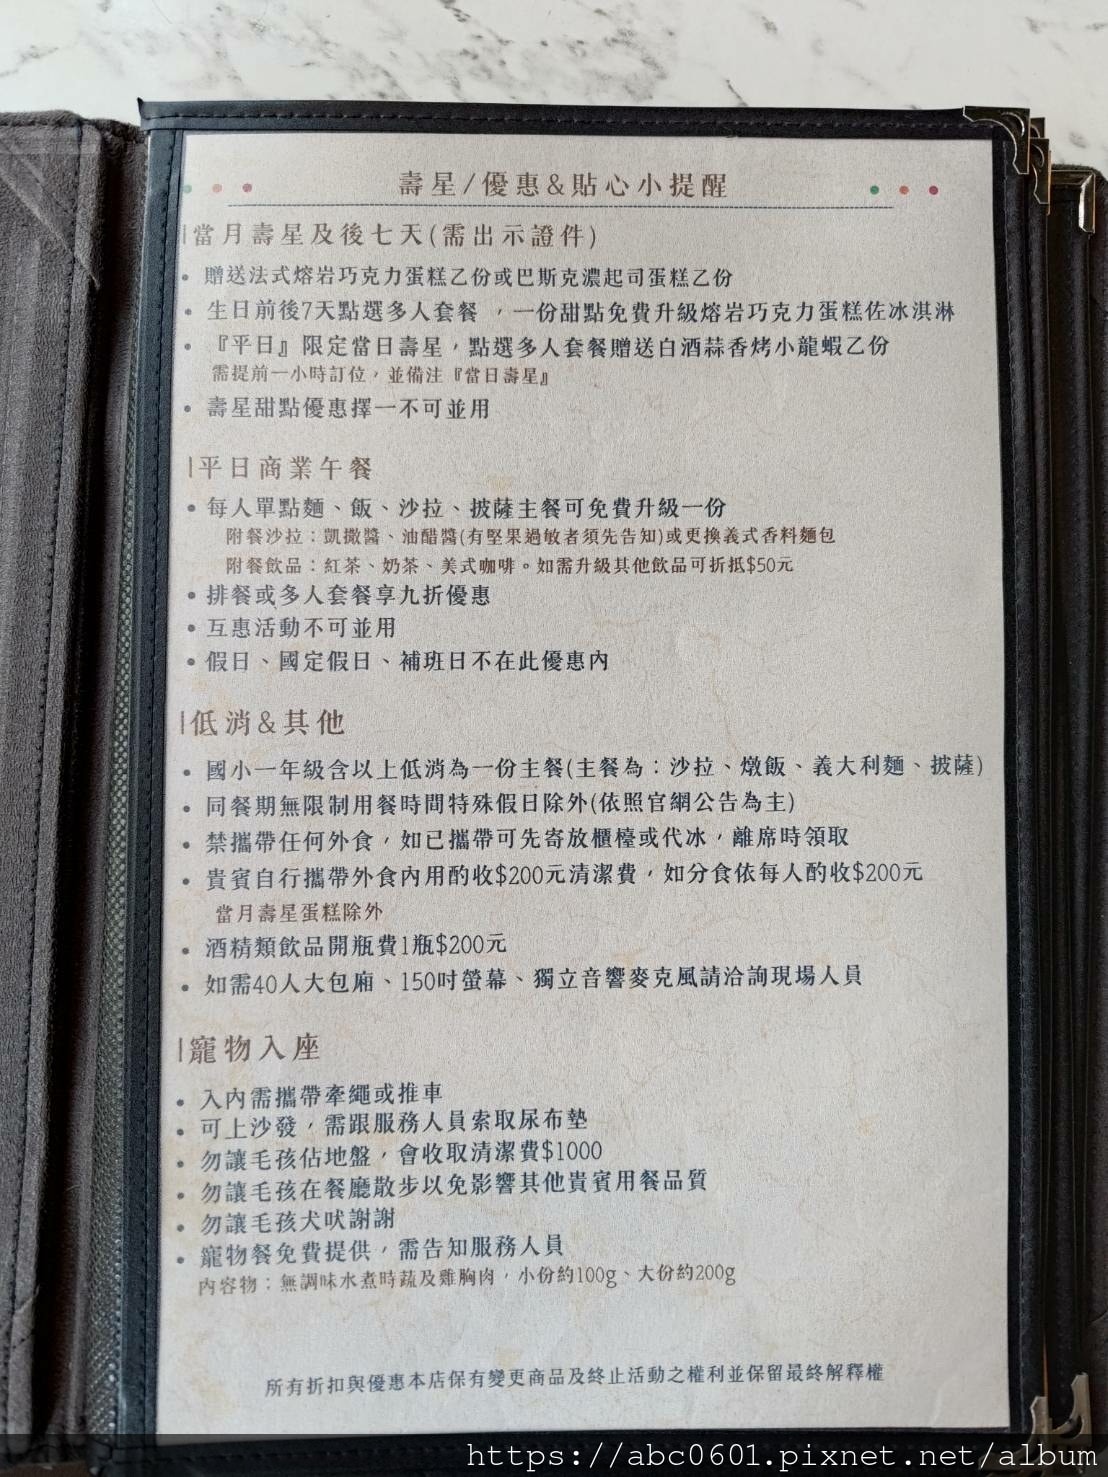 壽星/優惠&貼心小提醒
當月壽星及後七天(需出示證件)
• 贈送法式熔岩巧克力蛋糕乙份或巴斯克濃起司蛋糕乙份
• 生日前後7天點選多人套餐 ，一份甜點免費升級熔岩巧克力蛋糕佐冰淇淋
• 『平日』限定當日壽星，點選多人套餐贈送白酒蒜香烤小龍蝦乙份
需提前一小時訂位，並備注『當日壽星』
• 壽星甜點優惠擇一不可並用
平日商業午餐
• 每人單點麵、飯、沙拉、披薩主餐可免費升級一份
附餐沙拉：凱撒醬、油醋醬(有堅果過敏者須先告知)或更換義式香料麵包
附餐飲品：紅茶、奶茶、美式咖啡。如需升級其他飲品可折抵$50元
• 排餐或多人套餐享九折優惠
• 互惠活動不可並用
• 假日、國定假日、補班日不在此優惠內
低消&其他
• 國小一年級含以上低消為一份主餐(主餐為：沙拉、燉飯、義大利麵、披薩)
• 同餐期無限制用餐時間特殊假日除外(依照官網公告為主)
• 禁攜帶任何外食，如已攜帶可先寄放櫃檯或代冰，離席時領取
• 貴賓自行攜帶外食內用酌收$200元清潔費，如分食依每人酌收$200元
當月壽星蛋糕除外
• 酒精類飲品開瓶費1瓶$200元
• 如需40人大包廂、150吋螢幕、獨立音響麥克風請洽詢現場人員
寵物入座
• 入內需攜帶牽繩或推車
• 可上沙發，需跟服務人員索取尿布墊
• 勿讓毛孩佔地盤，會收取清潔費$1000
• 勿讓毛孩在餐廳散步以免影響其他貴賓用餐品質
• 勿讓毛孩犬吠謝謝
• 寵物餐免費提供，需告知服務人員
內容物：無調味水煮時蔬及雞胸肉，小份約100g、大份約200g
所有折扣與優惠本店保有變更商品及終止活動之權利並保留最終解釋權
https://abc0601.pixnet.net/album